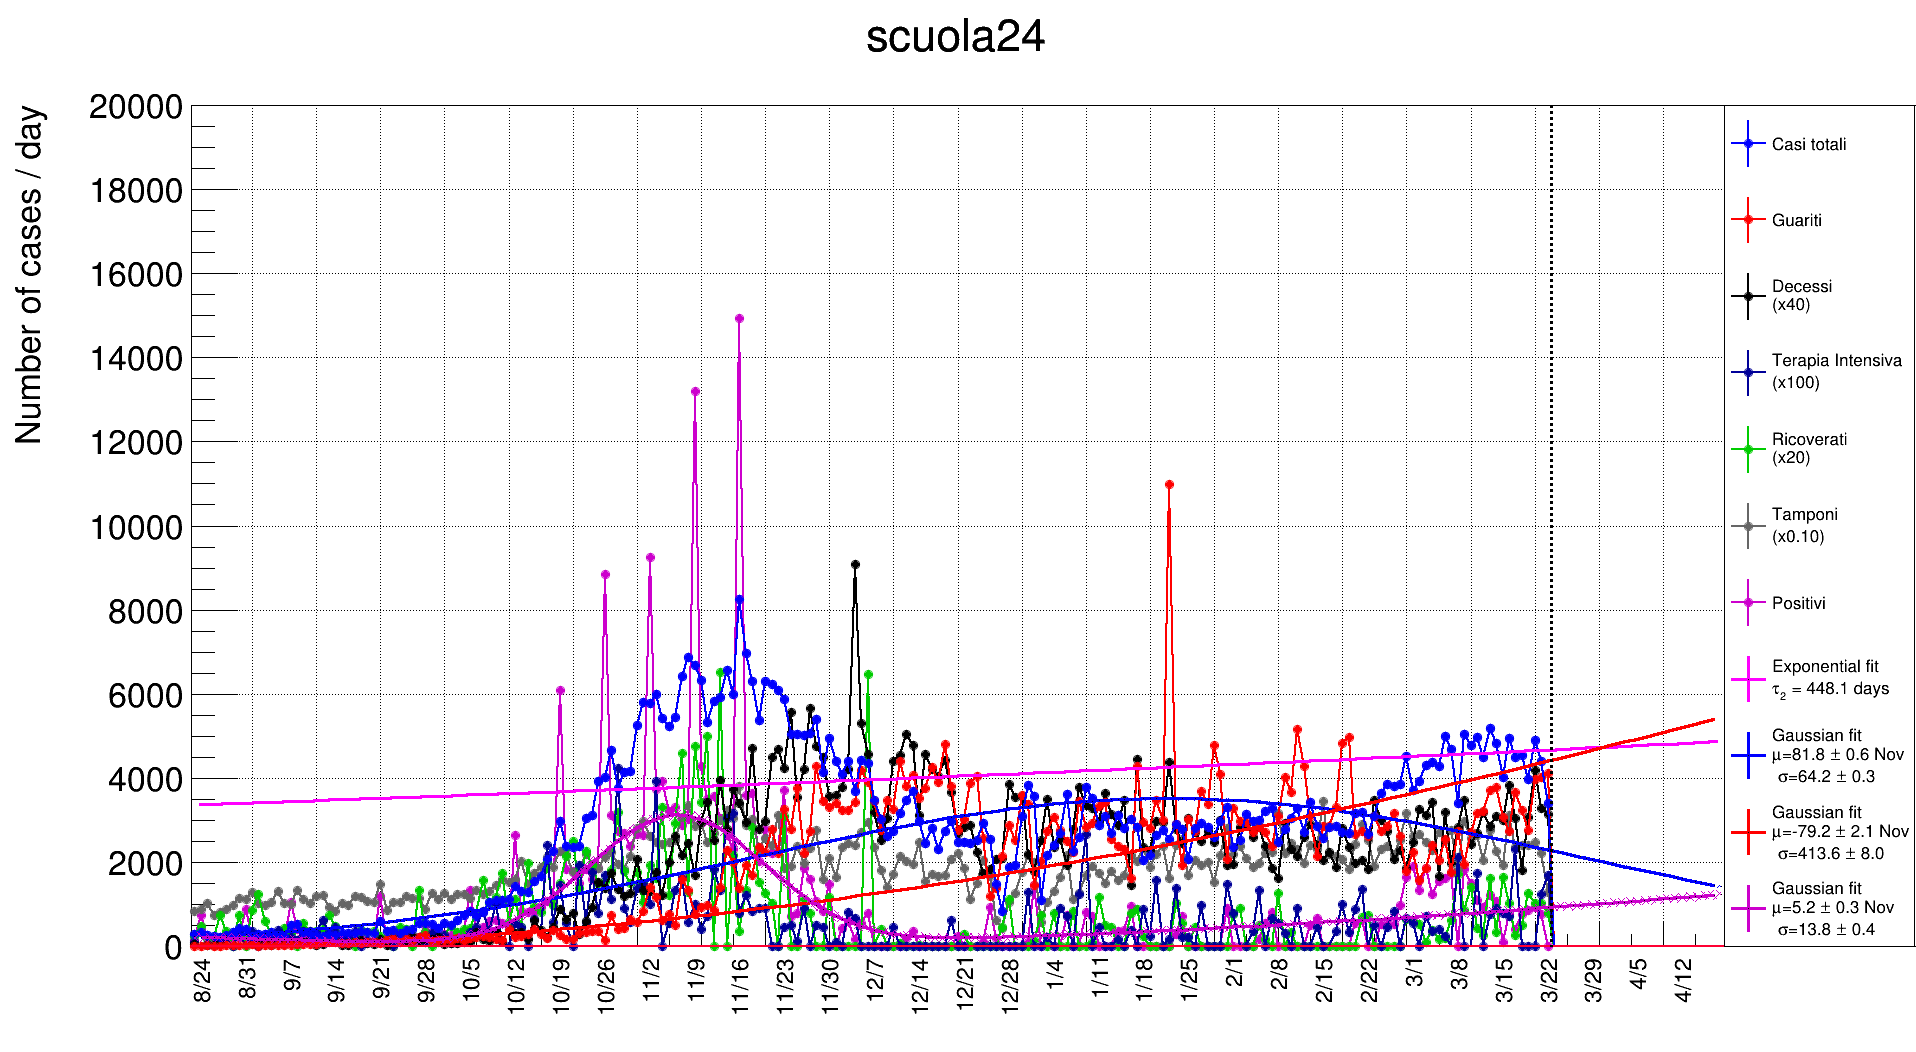 scuola24
Number of cases / day
20000
18000
16000
14000
12000
10000
8000
6000
4000
2000
0
8/24
8/31
9/7
9/14
9/21
9/28
10/5
10/12
10/19
10/26
11/2
11/9
11/16
11/23
11/30
12/7
12/14
12/21
12/28
1/4
1/11
1/18
1/25
2/1
2/8
2/15
2/22
3/1
3/8
3/15
3/22
3/29
4/5
4/12
Casi totali
Guariti
Decessi
(x40)
Terapia Intensiva
(x100)
Ricoverati
(x20)
Tamponi
(x0.10)
Positivi
Exponential fit
τ2 = 448.1 days
Gaussian fit
μ=81.8 ± 0.6 Nov
σ=64.2 ± 0.3
Gaussian fit
μ=-79.2 ± 2.1 Nov
σ=413.6 ± 8.0
Gaussian fit
μ=5.2 ± 0.3 Nov
σ=13.8 ± 0.4